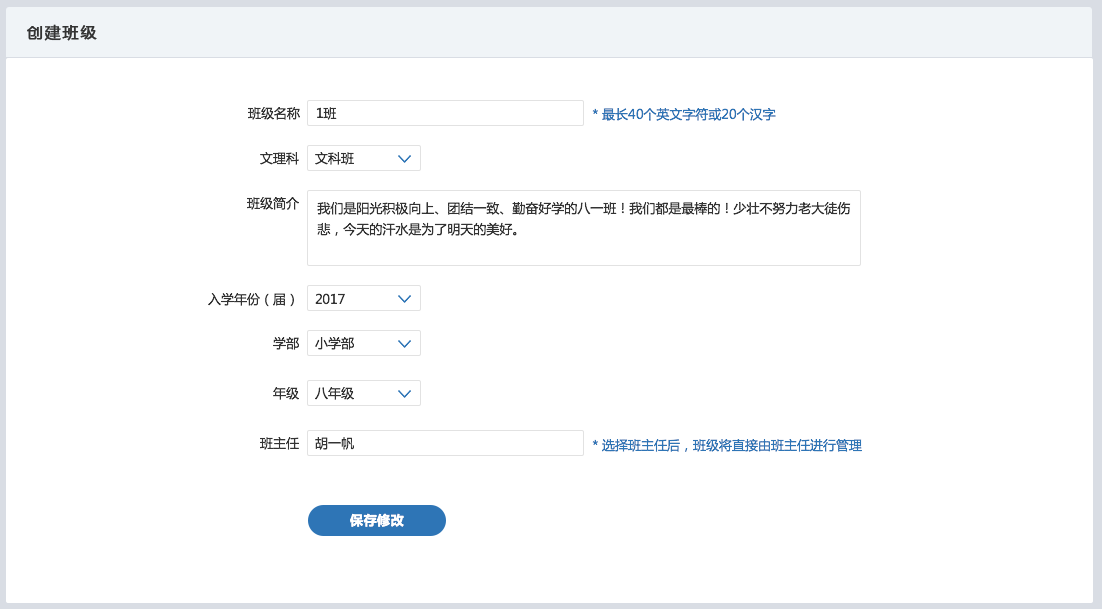 创建班级
班级名称 1班 * 最长40个英文字符或20个汉字
文理科 文科班
班级简介 我们是阳光积极向上、团结一致、勤奋好学的八一班！我们都是最棒的！少壮不努力老大徒伤
悲，今天的汗水是为了明天的美好。
入学年份（届） 2017
学部 小学部
年级 八年级
班主任 胡一帆 * 选择班主任后，班级将直接由班主任进行管理
保存修改